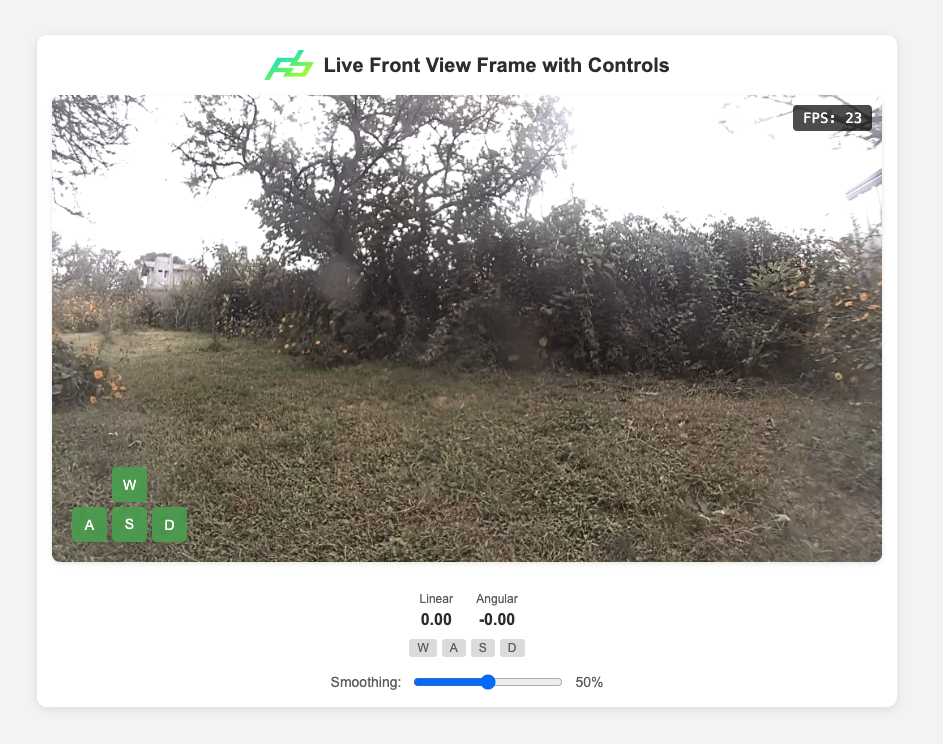 Live Front View Frame with Controls
FPS: 23
W
A S D
Linear Angular
0.00 -0.00
W A S D
Smoothing: 50%